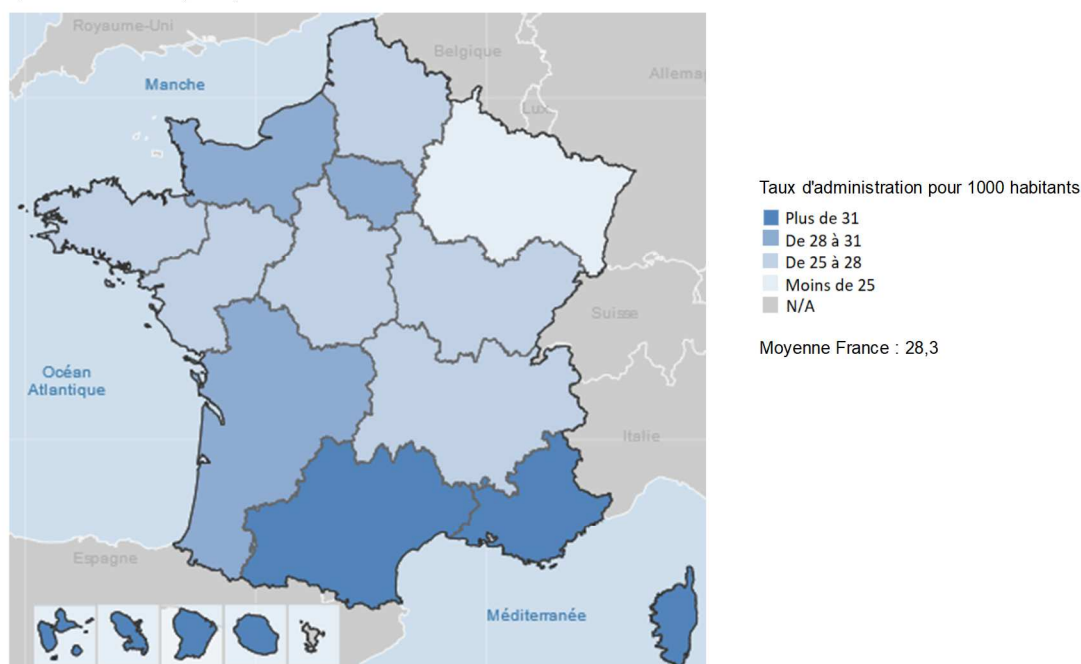 Royaume-Uni
Belgique
Manche
Allema
Lux.
Taux d'administration pour 1000 habitants
Plus de 31
De 28 à 31
De 25 à 28
Moins de 25
N/A
Suisse
Moyenne France : 28,3
Océan
Atlantique
Italie
Espagne
Méditerranée